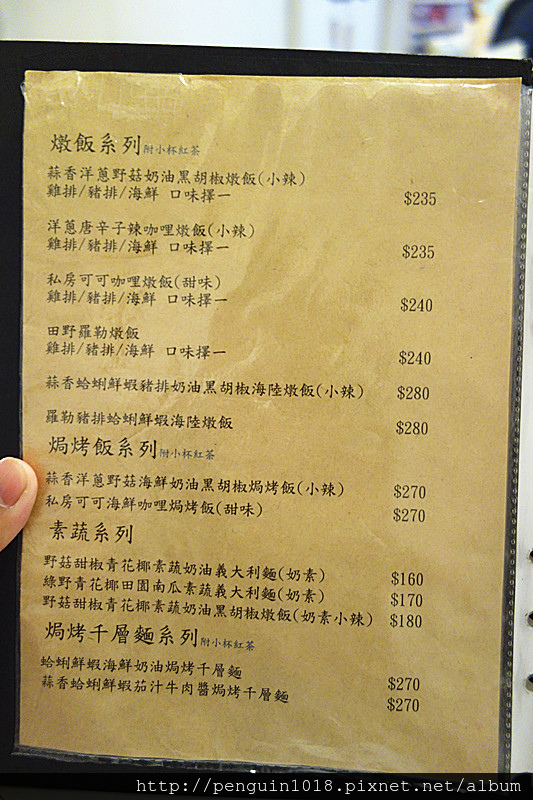 燉飯系列附小杯紅茶
蒜香洋蔥野菇奶油黑胡椒燉飯(小辣)
雞排/豬排/海鮮 口味擇一 $235
洋蔥唐辛子辣咖哩燉飯(小辣)
雞排/豬排/海鮮 口味擇一 $235
私房可可咖哩燉飯(甜味)
雞排/豬排/海鮮 口味擇一 $240
田野羅勒燉飯
雞排/豬排/海鮮 口味擇一 $240
蒜香蛤蜊鮮蝦豬排奶油黑胡椒海陸燉飯(小辣) $280
羅勒豬排蛤蜊鮮蝦海陸燉飯 $280
焗烤飯系列附小杯紅茶
蒜香洋蔥野菇海鮮奶油黑胡椒焗烤飯(小辣) $270
私房可可海鮮咖哩焗烤飯(甜味) $270
素蔬系列
野菇甜椒青花椰素蔬奶油義大利麵(奶素) $160
綠野青花椰田園南瓜素蔬義大利麵(奶素) $170
野菇甜椒青花椰素蔬奶油黑胡椒燉飯(奶素小辣) $180
焗烤千層麵系列附小杯紅茶
蛤蜊鮮蝦海鮮奶油焗烤千層麵 $270
蒜香蛤蜊鮮蝦茄汁牛肉醬焗烤千層麵 $270
http://penguin1018.pixnet.net/album